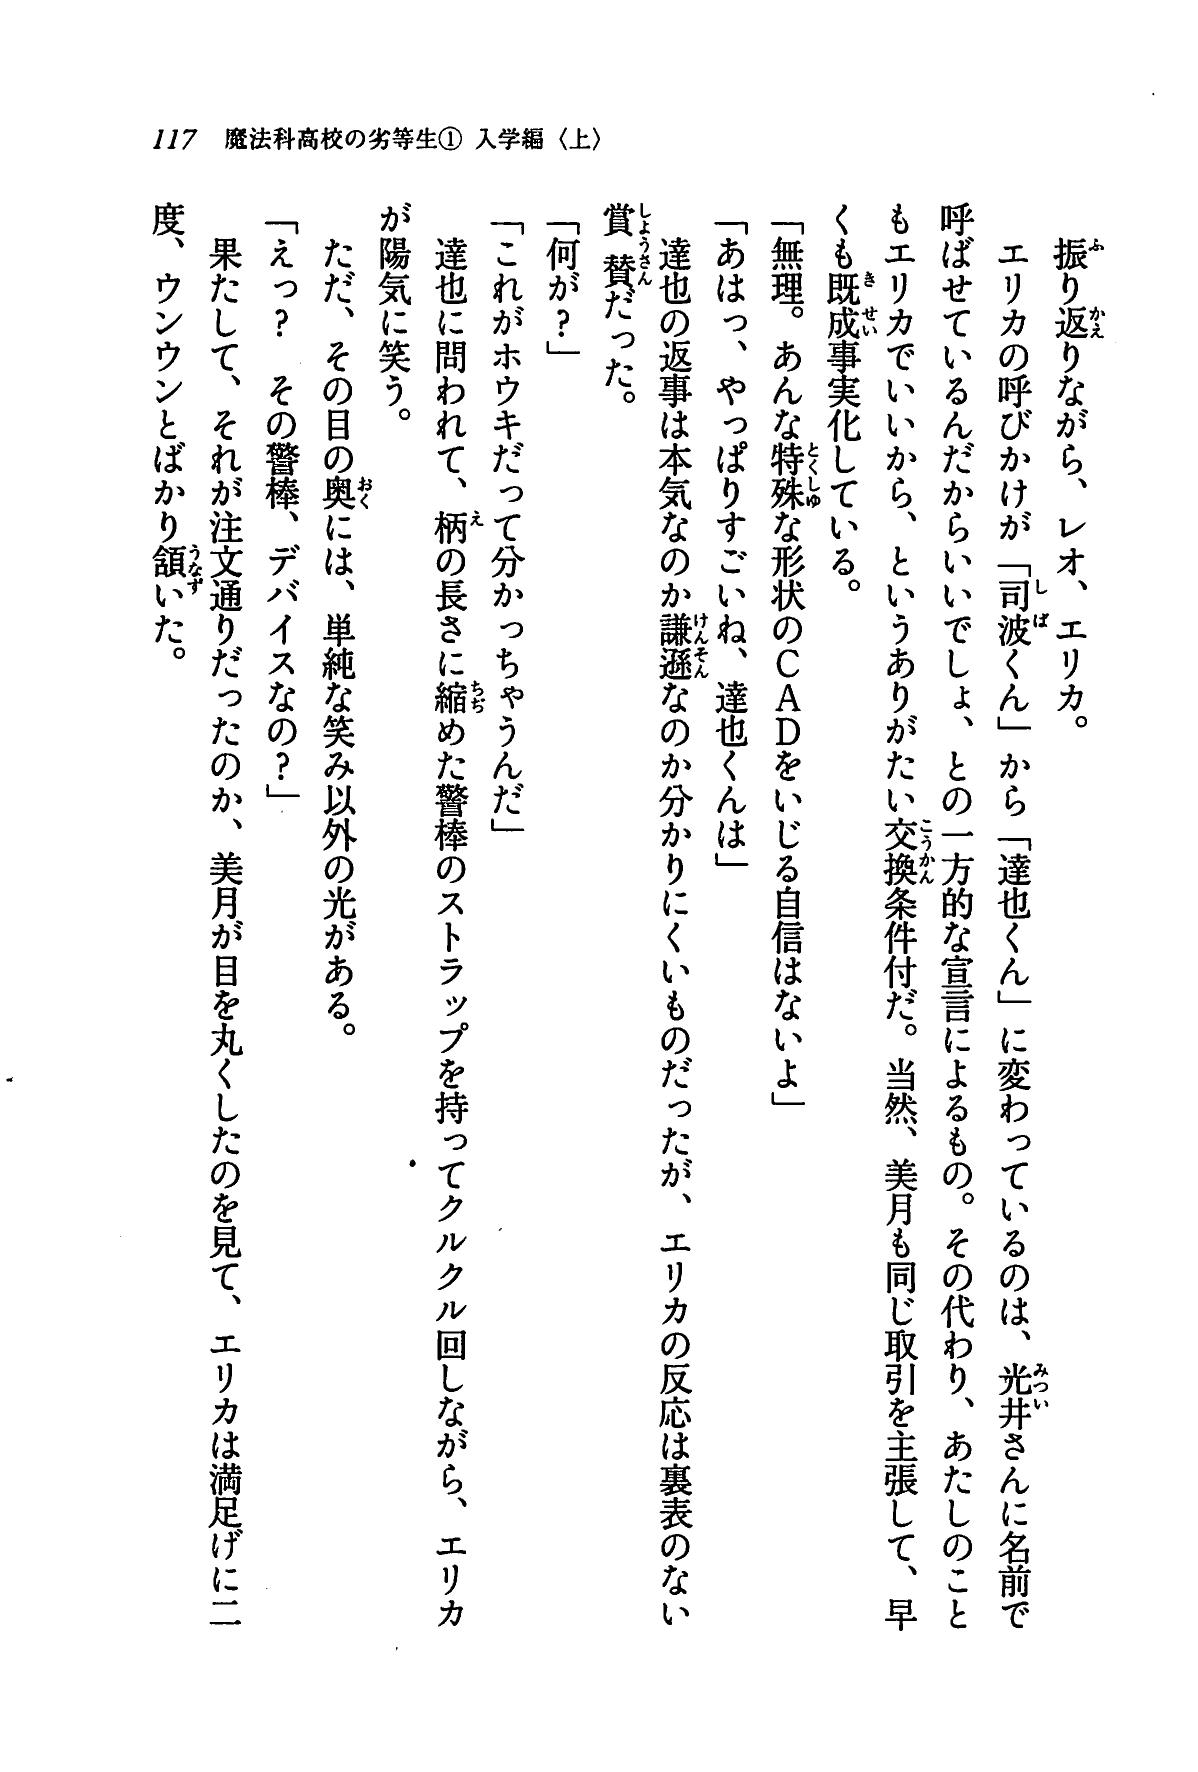 117 魔法科高校の劣等生① 入学編〈上〉
振り返りながら、レオ、エリカ。
エリカの呼びかけが「司波くん」から「達也くん」に変わっているのは、光井さんに名前で
呼ばせているんだからいいでしょ、との一方的な宣言によるもの。その代わり、あたしのこと
もエリカでいいから、というありがたい交換条件付だ。当然、美月も同じ取引を主張して、早
くも既成事実化している。
「無理。あんな特殊な形状のCADをいじる自信はないよ」
「あはっ、やっぱりすごいね、達也くんは」
達也の返事は本気なのか謙遜なのか分かりにくいものだったが、エリカの反応は裏表のない
賞賛だった。
「何が?」
「これがホウキだって分かっちゃうんだ」
達也に問われて、柄の長さに縮めた警棒のストラップを持ってクルクル回しながら、エリカ
が陽気に笑う。
ただ、その目の奥には、単純な笑み以外の光がある。
「えっ? その警棒、デバイスなの?」
果たして、それが注文通りだったのか、美月が目を丸くしたのを見て、エリカは満足げに二
度、ウンウンとばかり頷いた。